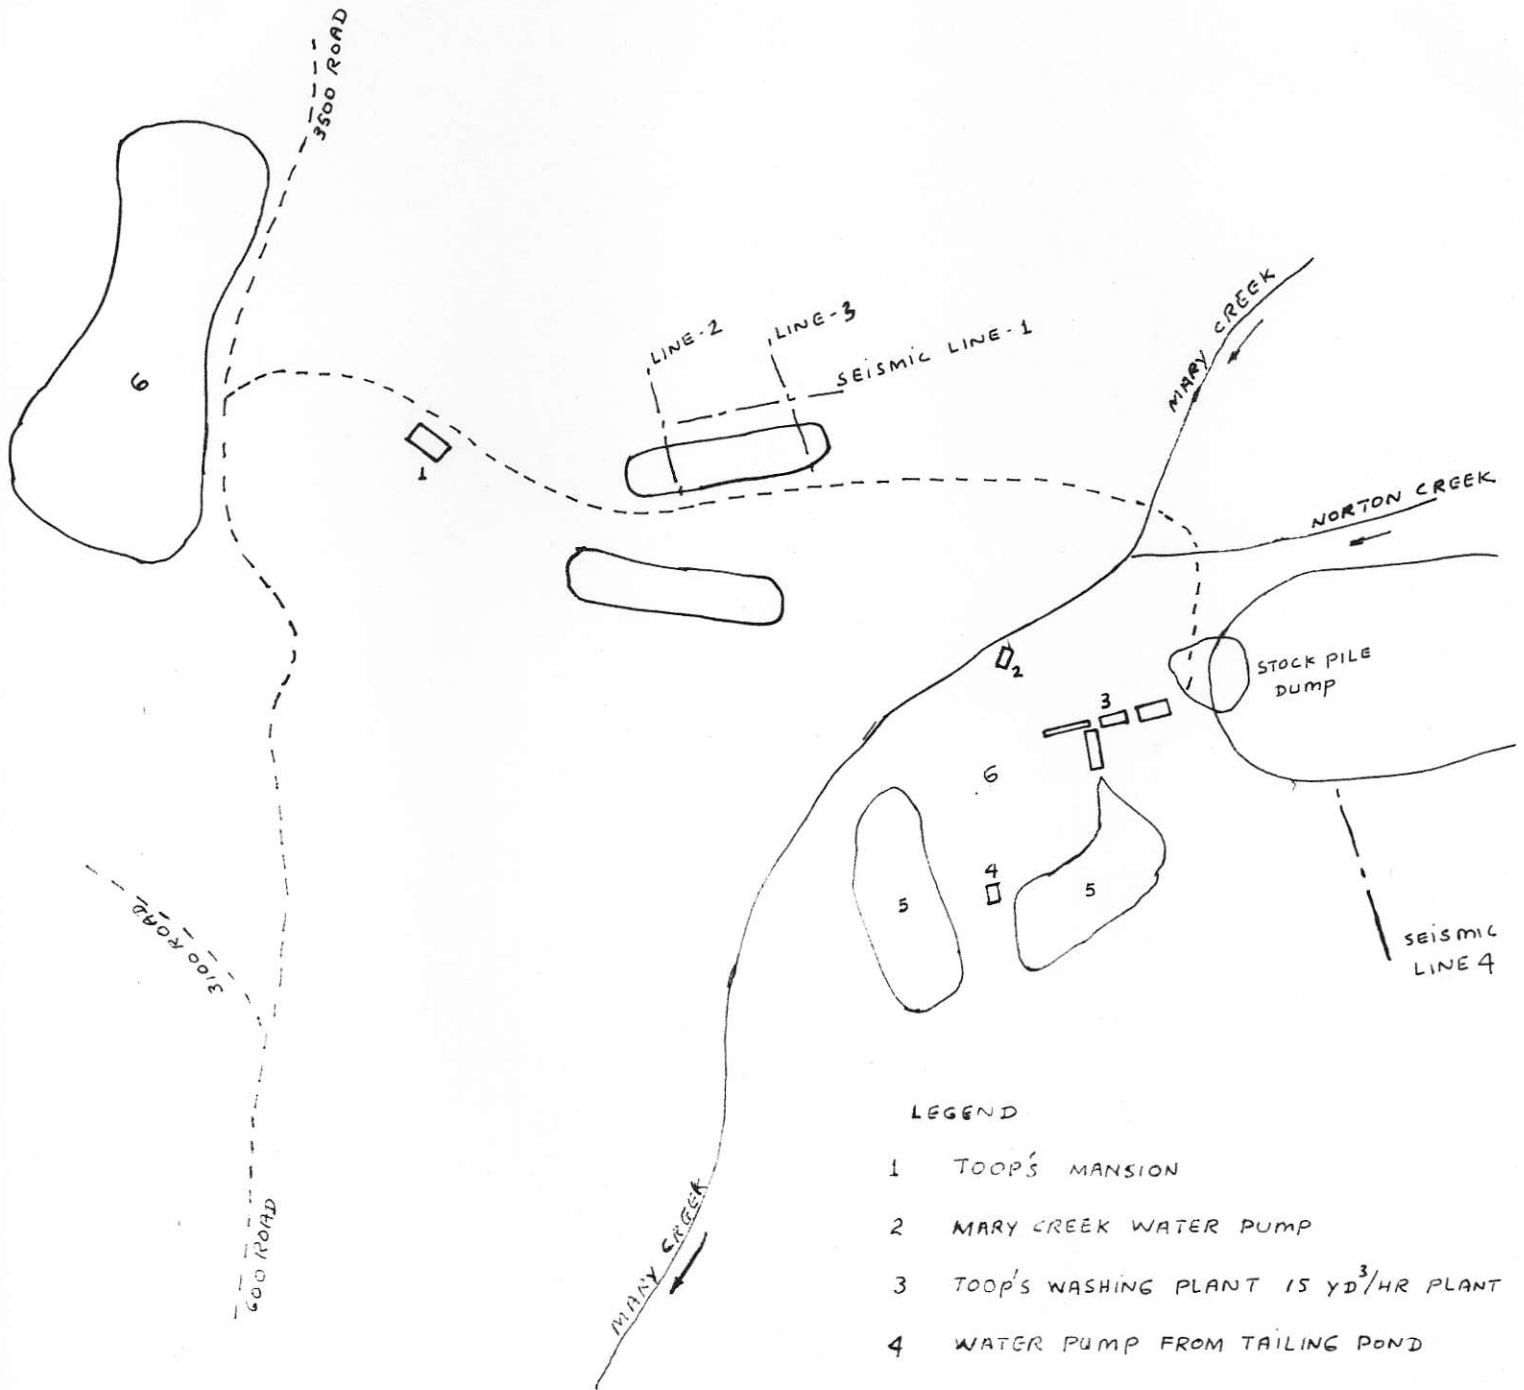 3500 ROAD
6
1
LINE-2
LINE-3
SEISMIC LINE-1
MARY CREEK
NORTON CREEK
2
STOCK PILE
DUMP
3
6
4
5
5
SEISMIC
LINE 4
3100 ROAD
600 ROAD
MARY CREEK
LEGEND
1 TOOP'S MANSION
2 MARY CREEK WATER PUMP
3 TOOP'S WASHING PLANT 15 YD³/HR PLANT
4 WATER PUMP FROM TAILING POND